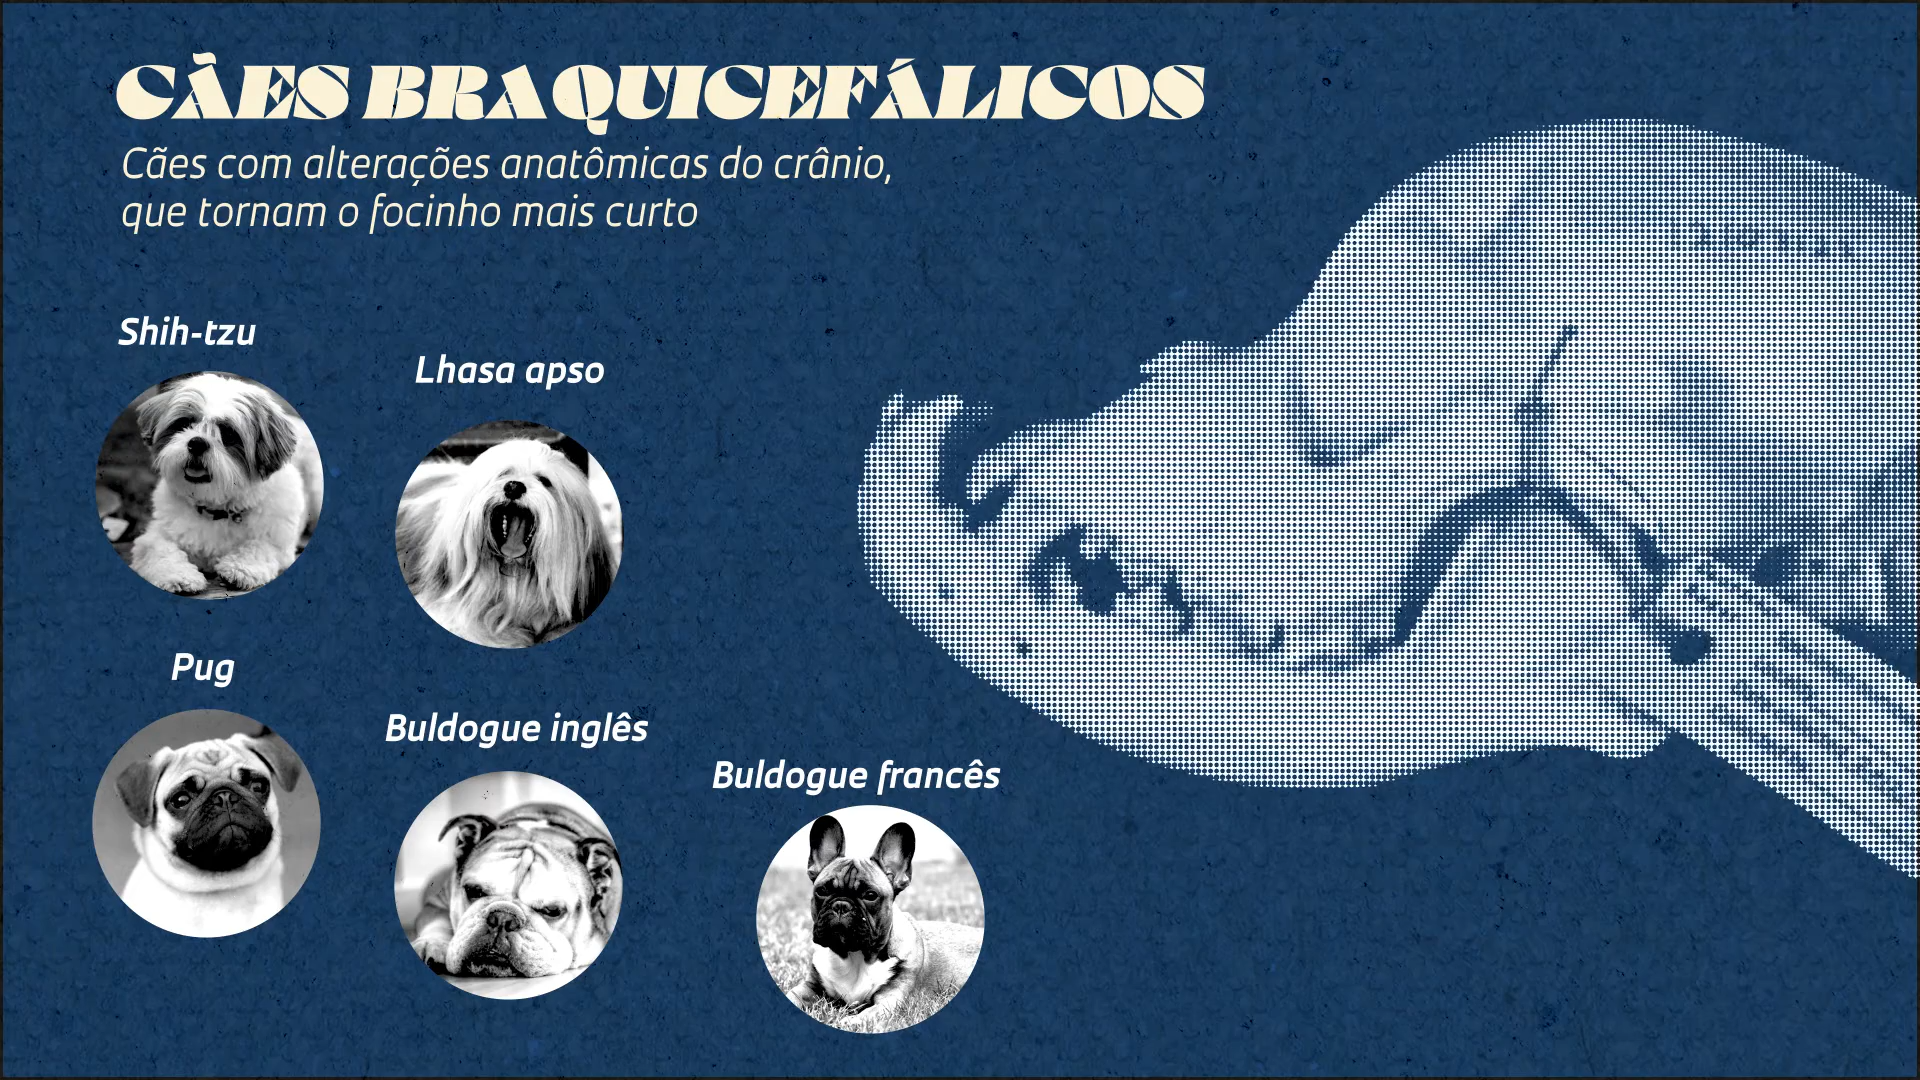 CÃES BRAQUICEFÁLICOS
Cães com alterações anatômicas do crânio,
que tornam o focinho mais curto
Shih-tzu
Lhasa apso
Pug
Buldogue inglês
Buldogue francês